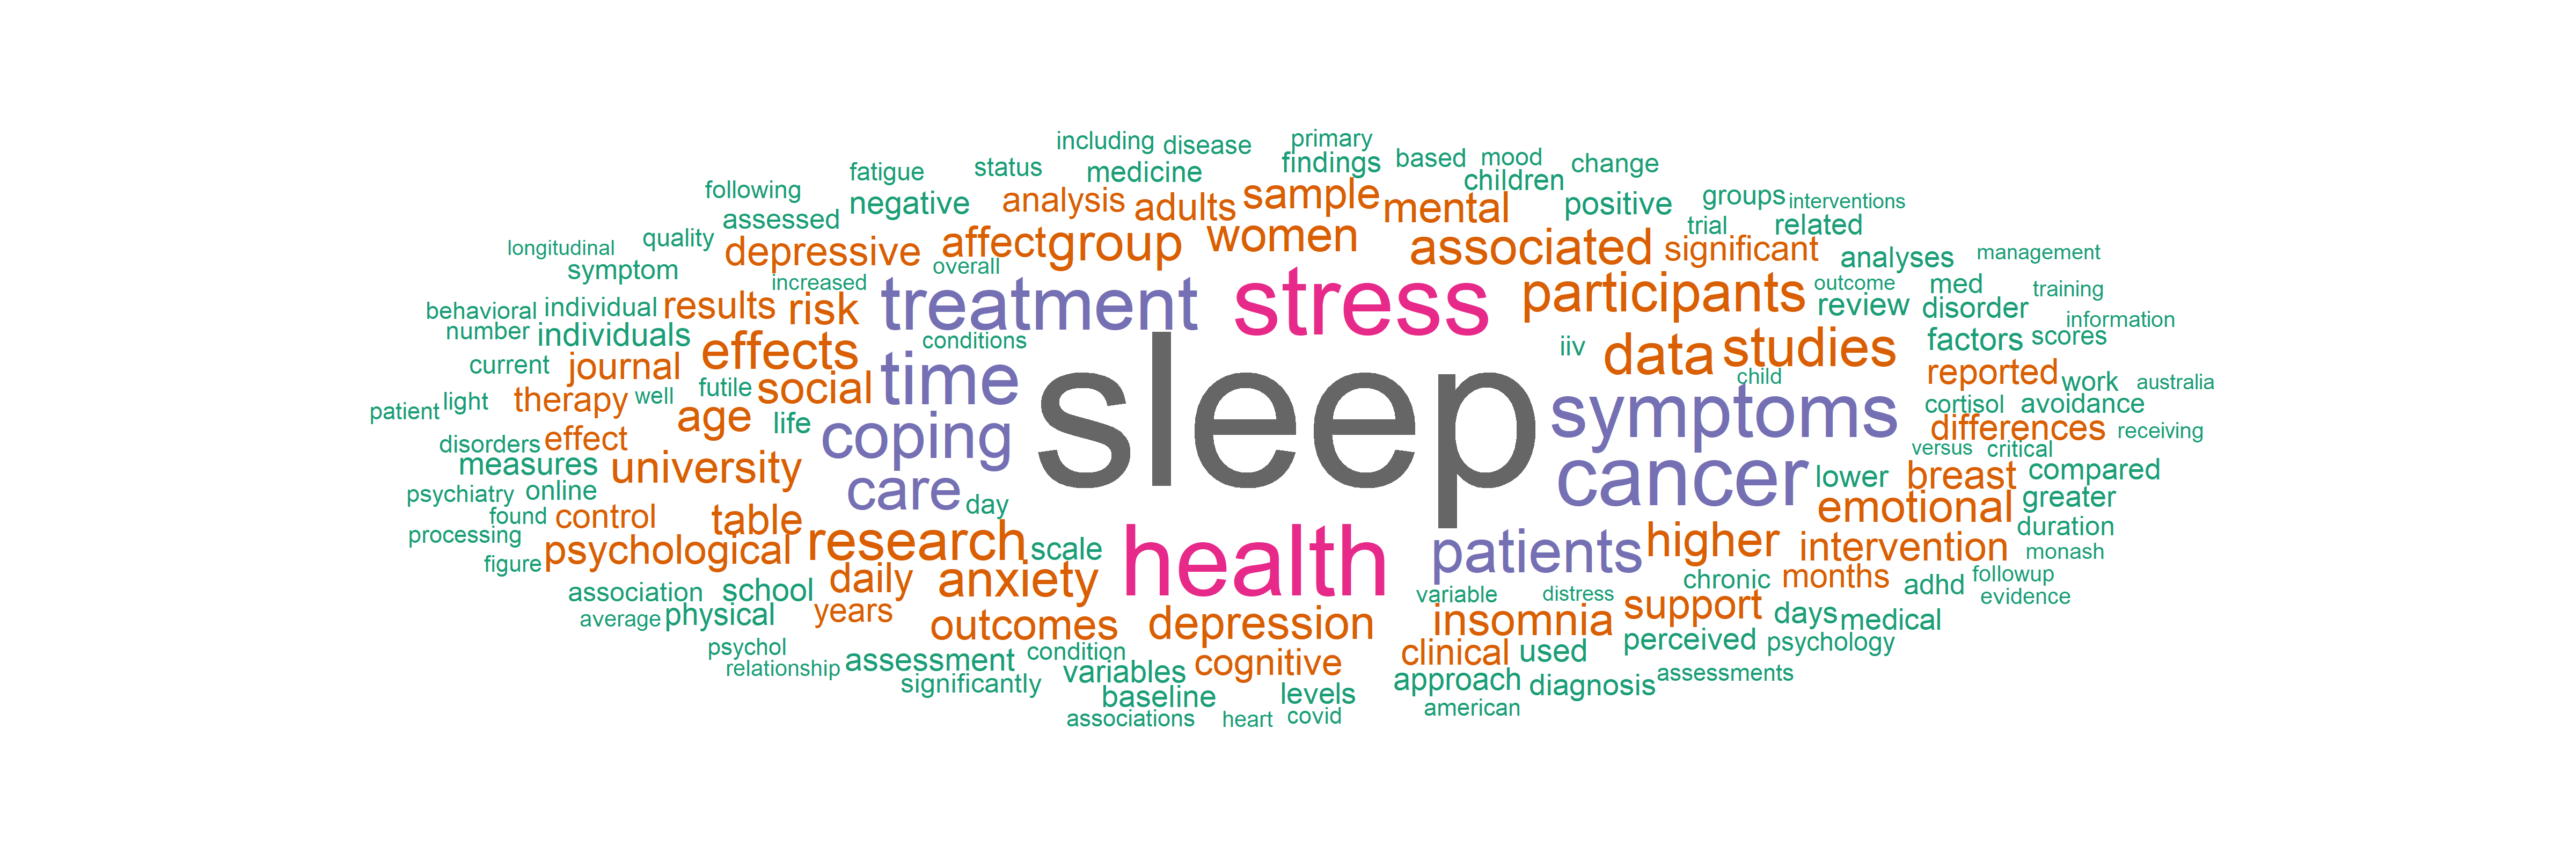 including disease primary
fatigue status medicine findings based mood change
following negative analysis adults sample mental children positive groups interventions
assessed trial related
longitudinal quality depressive affect group women associated significant analyses management
symptom overall
increased treatment stress participants outcome med training
behavioral individual results risk review disorder information
number individuals effects conditions iiv data studies factors scores
current journal social time sleep child reported work australia
patient light therapy well futile age life coping symptoms cortisol avoidance
disorders effect differences receiving
measures university care cancer lower breast versus critical compared
psychiatry online day emotional greater
found control table research scale health patients higher intervention duration
processing psychological monash
figure daily anxiety chronic months adhd followup
association school variable distress evidence
average physical years outcomes depression insomnia support days medical
psychol condition cognitive clinical used perceived psychology
relationship assessment variables approach diagnosis assessments
significantly baseline levels
associations heart covid american